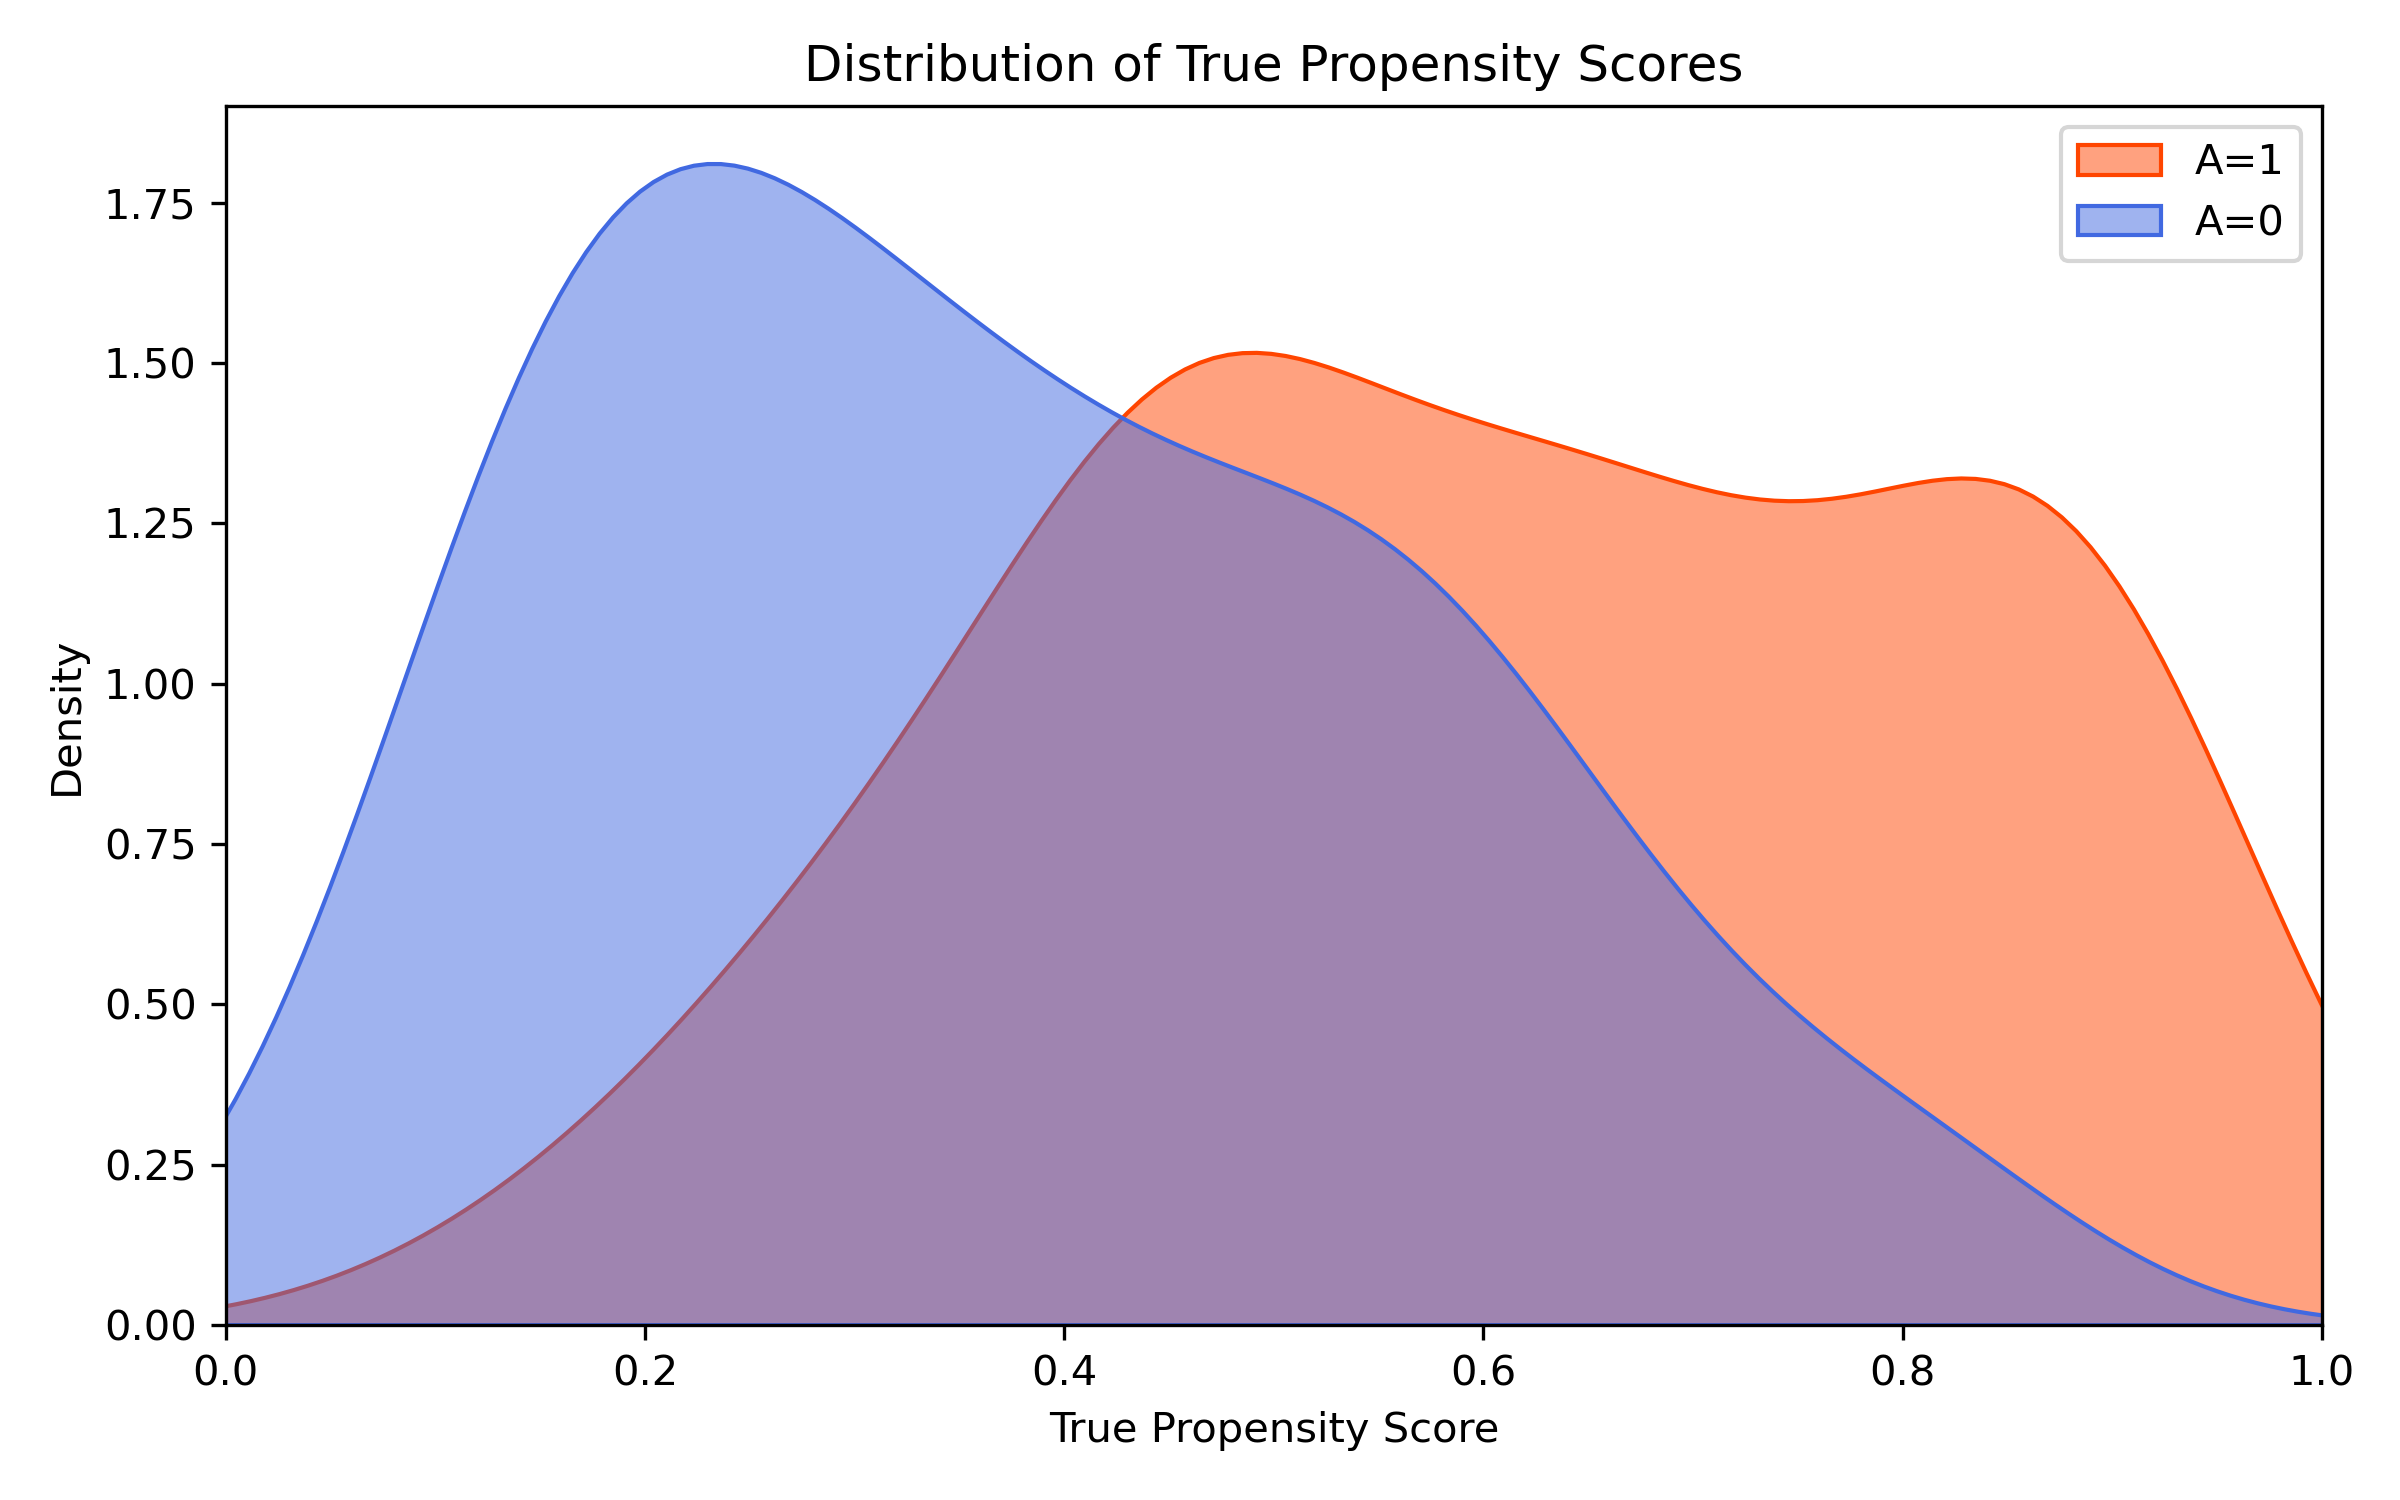 Distribution of True Propensity Scores
A=1
A=0
1.75
1.50
1.25
1.00
0.75
0.50
0.25
0.00
Density
0.0 0.2 0.4 0.6 0.8 1.0
True Propensity Score